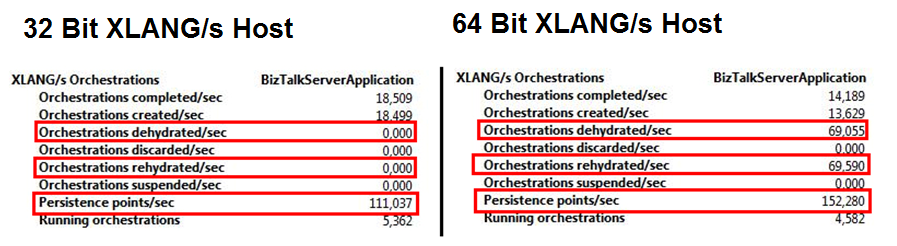 32 Bit XLANG/s Host
XLANG/s Orchestrations BizTalkServerApplication
Orchestrations completed/sec 18,509
Orchestrations created/sec 18,499
Orchestrations dehydrated/sec 0,000
Orchestrations discarded/sec 0,000
Orchestrations rehydrated/sec 0,000
Orchestrations suspended/sec 0,000
Persistence points/sec 111,037
Running orchestrations 5,362
64 Bit XLANG/s Host
XLANG/s Orchestrations BizTalkServerApplication
Orchestrations completed/sec 14,189
Orchestrations created/sec 13,629
Orchestrations dehydrated/sec 69,055
Orchestrations discarded/sec 0,000
Orchestrations rehydrated/sec 69,590
Orchestrations suspended/sec 0,000
Persistence points/sec 152,280
Running orchestrations 4,582